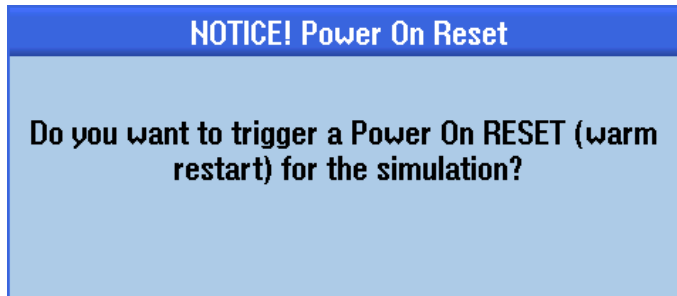 NOTICE! Power On Reset
Do you want to trigger a Power On RESET (warm
restart) for the simulation?